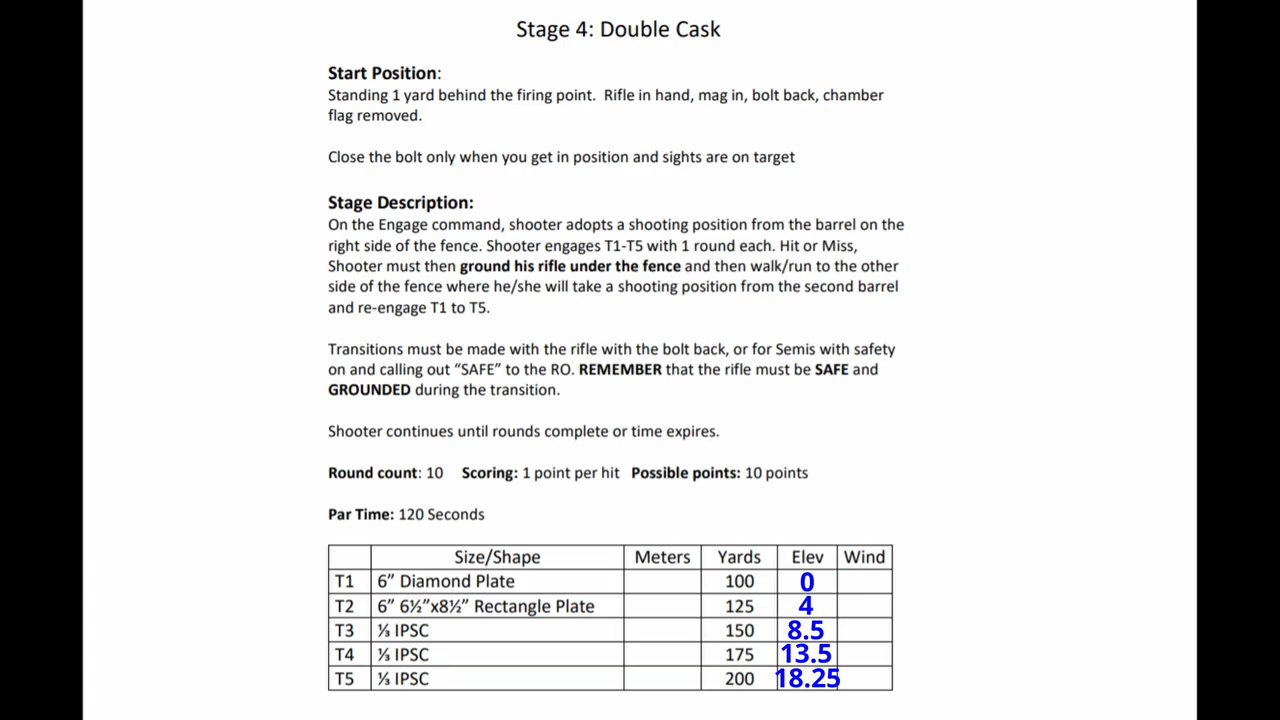 Stage 4: Double Cask
Start Position:
Standing 1 yard behind the firing point.  Rifle in hand, mag in, bolt back, chamber
flag removed.
Close the bolt only when you get in position and sights are on target
Stage Description:
On the Engage command, shooter adopts a shooting position from the barrel on the
right side of the fence. Shooter engages T1-T5 with 1 round each. Hit or Miss,
Shooter must then ground his rifle under the fence and then walk/run to the other
side of the fence where he/she will take a shooting position from the second barrel
and re-engage T1 to T5.
Transitions must be made with the rifle with the bolt back, or for Semis with safety
on and calling out “SAFE” to the RO. REMEMBER that the rifle must be SAFE and
GROUNDED during the transition.
Shooter continues until rounds complete or time expires.
Round count: 10 Scoring: 1 point per hit Possible points: 10 points
Par Time: 120 Seconds
Size/Shape Meters Yards Elev Wind
T1 6” Diamond Plate 100 0
T2 6” 6½”x8½” Rectangle Plate 125 4
T3 ⅓ IPSC 150 8.5
T4 ⅓ IPSC 175 13.5
T5 ⅓ IPSC 200 18.25